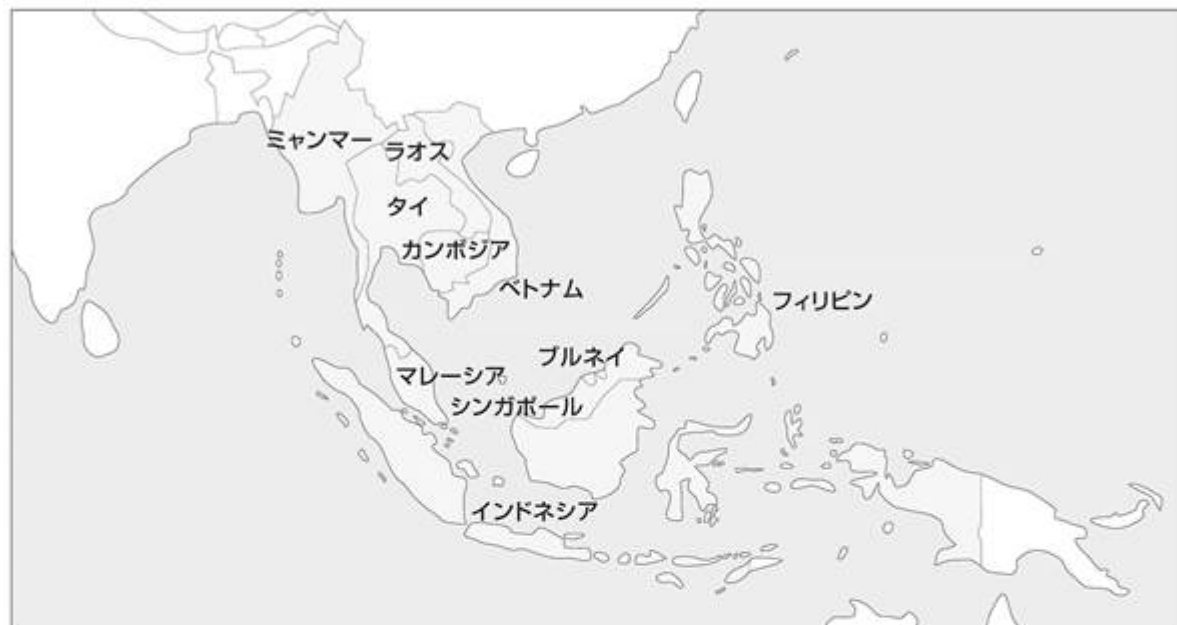 ミャンマー
ラオス
タイ
カンボジア
ベトナム
フィリピン
ブルネイ
マレーシア
シンガポール
インドネシア